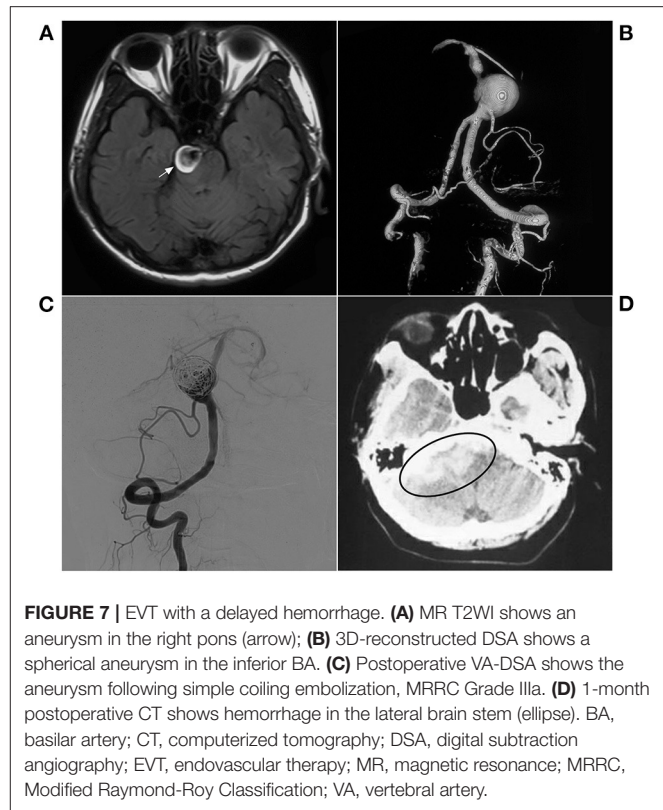 A
B
C
D
FIGURE 7 | EVT with a delayed hemorrhage. (A) MR T2WI shows an
aneurysm in the right pons (arrow); (B) 3D-reconstructed DSA shows a
spherical aneurysm in the inferior BA. (C) Postoperative VA-DSA shows the
aneurysm following simple coiling embolization, MRRC Grade IIIa. (D) 1-month
postoperative CT shows hemorrhage in the lateral brain stem (ellipse). BA,
basilar artery; CT, computerized tomography; DSA, digital subtraction
angiography; EVT, endovascular therapy; MR, magnetic resonance; MRRC,
Modified Raymond-Roy Classification; VA, vertebral artery.